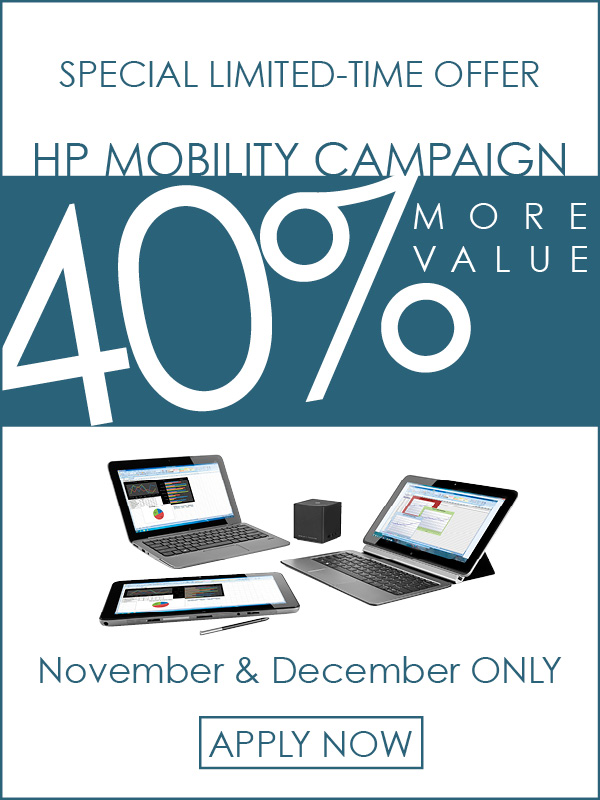 SPECIAL LIMITED-TIME OFFER
HP MOBILITY CAMPAIGN
40% MORE
VALUE
November & December ONLY
APPLY NOW